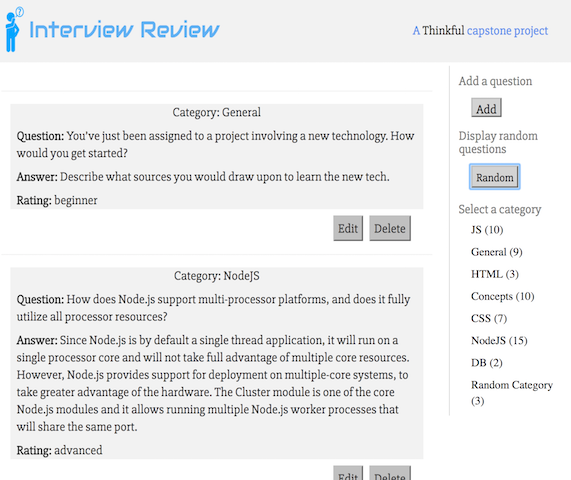 Interview Review
A Thinkful capstone project
Category: General
Question: You've just been assigned to a project involving a new technology. How
would you get started?
Answer: Describe what sources you would draw upon to learn the new tech.
Rating: beginner
Edit Delete
Category: NodeJS
Question: How does Node.js support multi-processor platforms, and does it fully
utilize all processor resources?
Answer: Since Node.js is by default a single thread application, it will run on a
single processor core and will not take full advantage of multiple core resources.
However, Node.js provides support for deployment on multiple-core systems, to
take greater advantage of the hardware. The Cluster module is one of the core
Node.js modules and it allows running multiple Node.js worker processes that
will share the same port.
Rating: advanced
Edit Delete
Add a question
Add
Display random
questions
Random
Select a category
JS (10)
General (9)
HTML (3)
Concepts (10)
CSS (7)
NodeJS (15)
DB (2)
Random Category
(3)